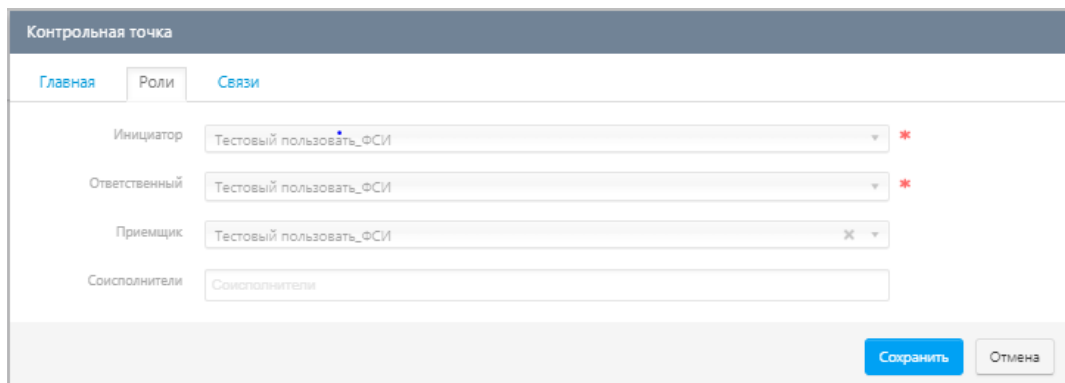 Контрольная точка
Главная Роли Связи
Инициатор Тестовый пользовать_ФСИ *
Ответственный Тестовый пользовать_ФСИ *
Приемщик Тестовый пользовать_ФСИ
Соисполнители Соисполнители
Сохранить Отмена